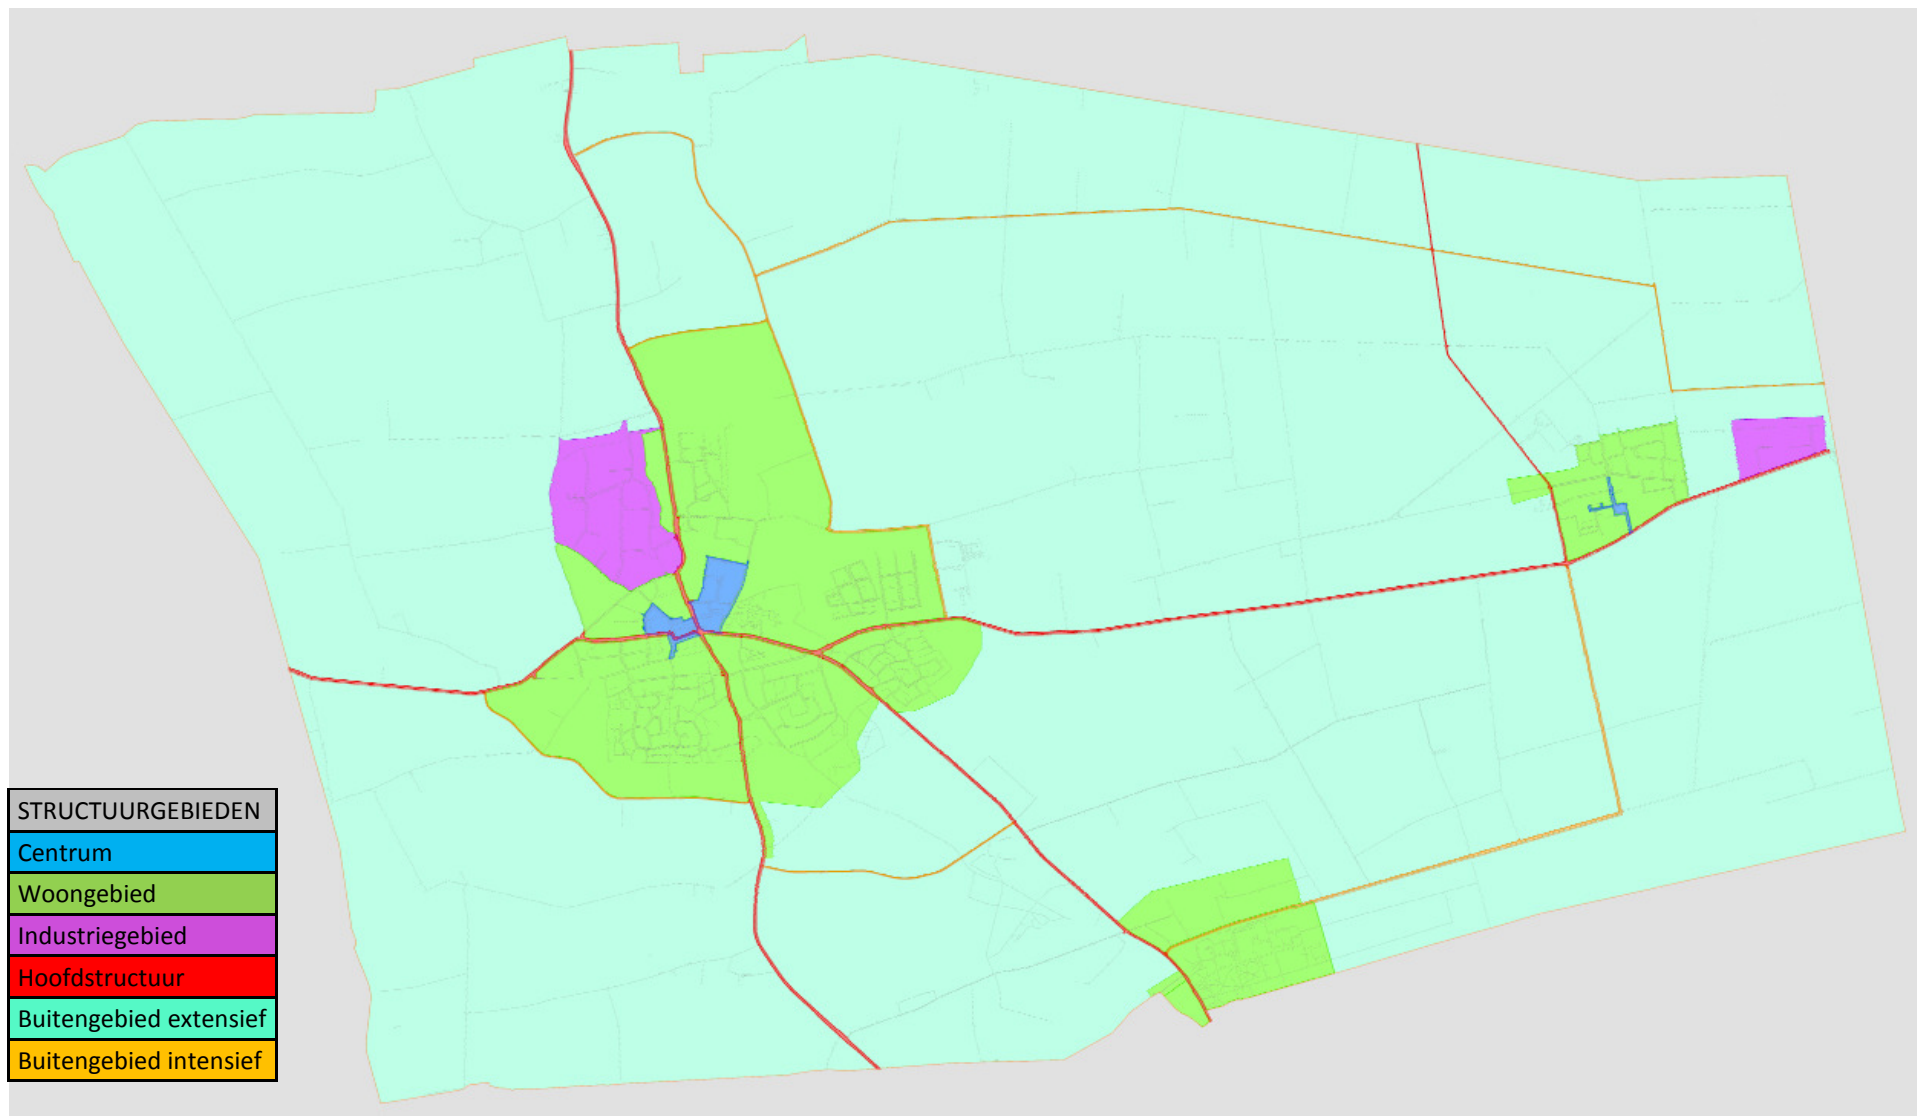 STRUCTUURGEBIEDEN
Centrum
Woongebied
Industriegebied
Hoofdstructuur
Buitengebied extensief
Buitengebied intensief